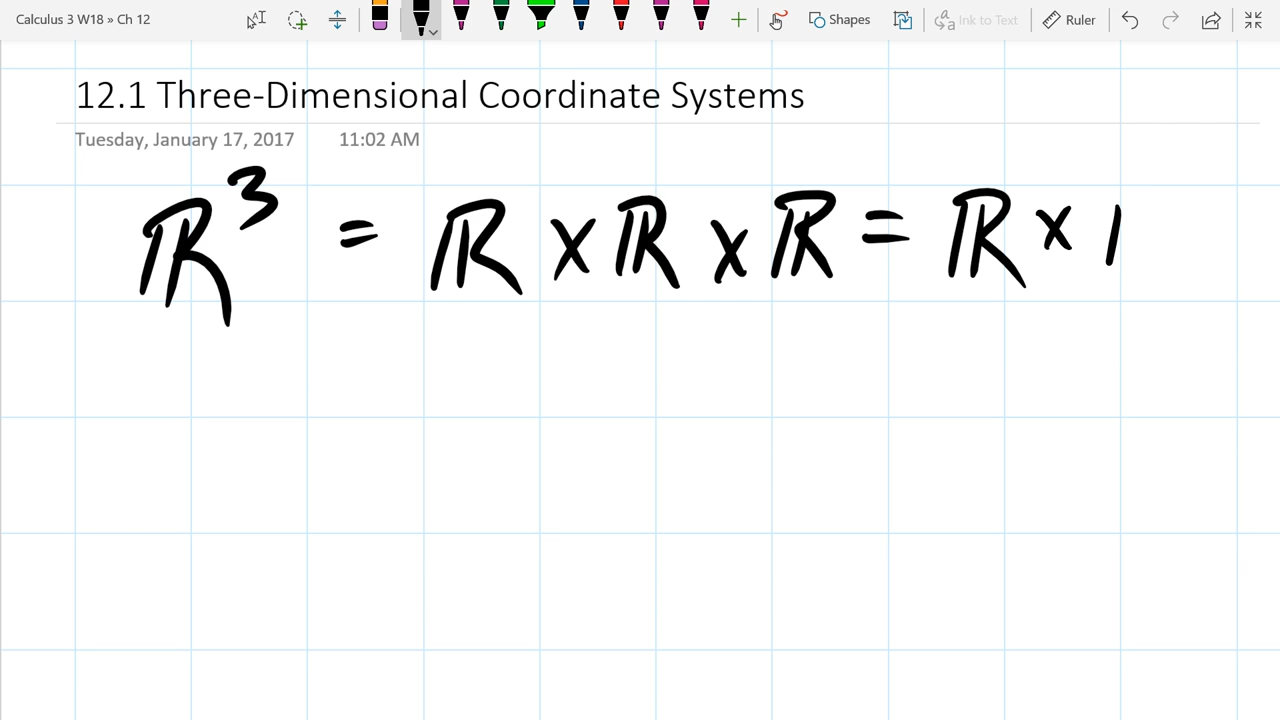 Calculus 3 W18 » Ch 12
Shapes
Ink to Text
Ruler
12.1 Three-Dimensional Coordinate Systems
Tuesday, January 17, 2017 11:02 AM
ℝ³ = ℝ × ℝ × ℝ = ℝ ×